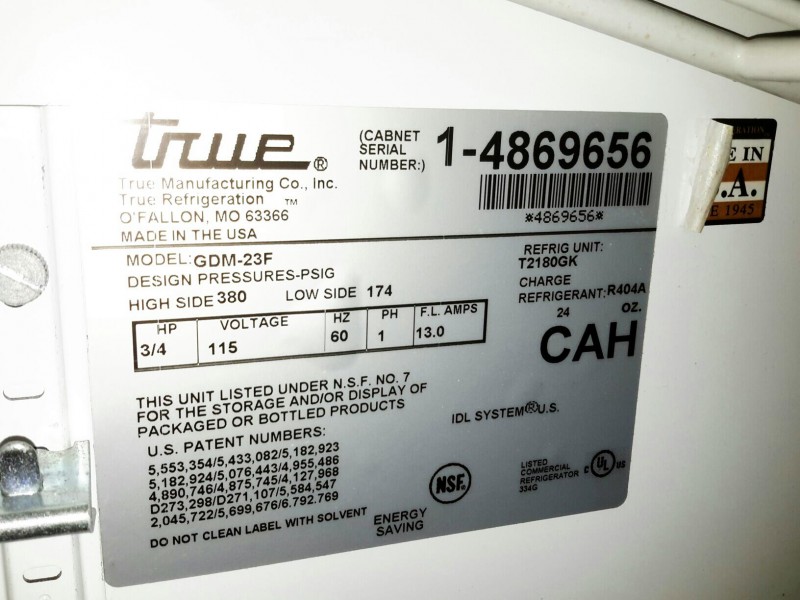 true®
True Manufacturing Co., Inc.
True Refrigeration ™
O'FALLON, MO 63366
MADE IN THE USA
(CABNET
SERIAL
NUMBER:)
1-4869656
*4869656*
MODEL: GDM-23F
DESIGN PRESSURES-PSIG
HIGH SIDE 380 LOW SIDE 174
REFRIG UNIT:
T2180GK
CHARGE
REFRIGERANT: R404A
24 OZ.
HP VOLTAGE HZ PH F.L. AMPS
3/4 115 60 1 13.0
CAH
THIS UNIT LISTED UNDER N.S.F. NO. 7
FOR THE STORAGE AND/OR DISPLAY OF
PACKAGED OR BOTTLED PRODUCTS
IDL SYSTEM® U.S.
U.S. PATENT NUMBERS:
5,553,354/5,433,082/5,182,923
5,182,924/5,076,443/4,955,486
4,890,746/4,875,745/4,127,968
D273,298/D271,107/5,584,547
2,045,722/5,699,676/6.792.769
DO NOT CLEAN LABEL WITH SOLVENT
ENERGY
SAVING
NSF.
LISTED
COMMERCIAL
REFRIGERATOR
334G
C UL US
E IN
.A.
E 1945